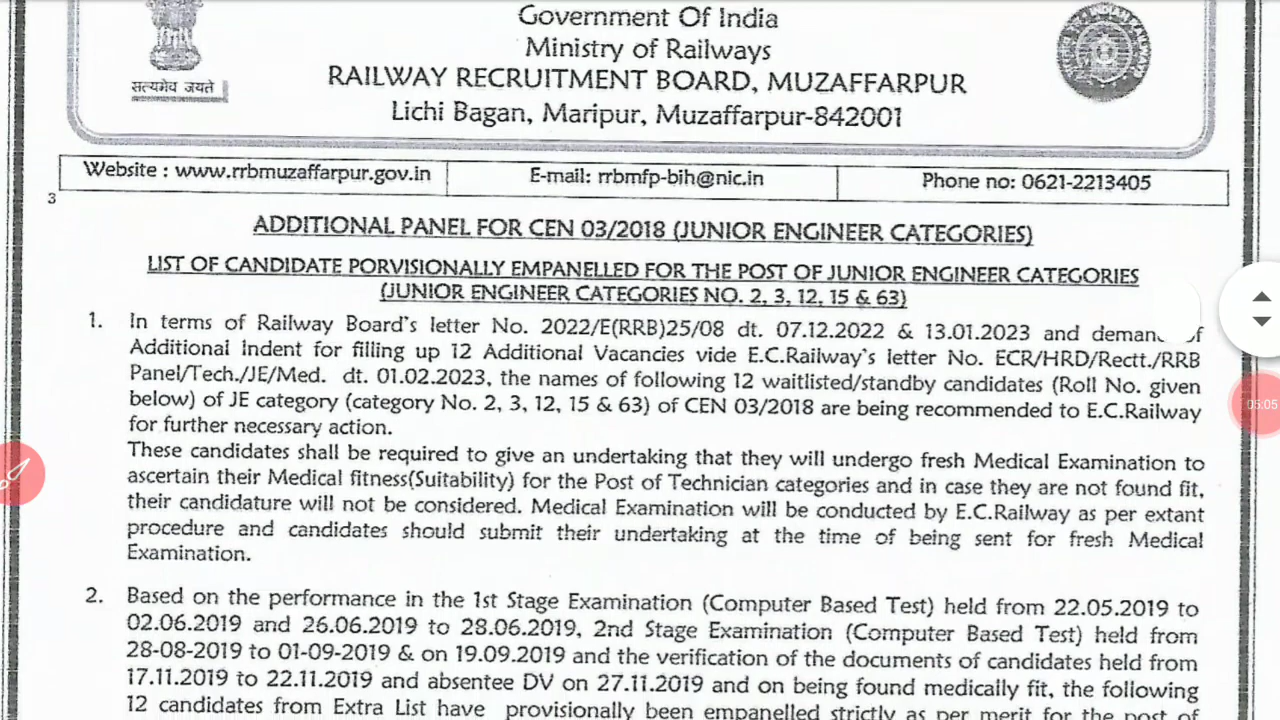 Government Of India
Ministry of Railways
RAILWAY RECRUITMENT BOARD, MUZAFFARPUR
सत्यमेव जयते
Lichi Bagan, Maripur, Muzaffarpur-842001
Website : www.rrbmuzaffarpur.gov.in E-mail: rrbmfp-bih@nic.in Phone no: 0621-2213405
3
ADDITIONAL PANEL FOR CEN 03/2018 (JUNIOR ENGINEER CATEGORIES)
LIST OF CANDIDATE PORVISIONALLY EMPANELLED FOR THE POST OF JUNIOR ENGINEER CATEGORIES
(JUNIOR ENGINEER CATEGORIES NO. 2, 3, 12, 15 & 63)
1. In terms of Railway Board's letter No. 2022/E(RRB)25/08 dt. 07.12.2022 & 13.01.2023 and
Additional Indent for filling up 12 Additional Vacancies vide E.C.Railway's letter No. ECR/HRD/Rectt./RRB
Panel/Tech./JE/Med. dt. 01.02.2023, the names of following 12 waitlisted/standby candidates (Roll No. given
below) of JE category (category No. 2, 3, 12, 15 & 63) of CEN 03/2018 are being recommended to E.C.Railway
for further necessary action.
These candidates shall be required to give an undertaking that they will undergo fresh Medical Examination to
ascertain their Medical fitness(Suitability) for the Post of Technician categories and in case they are not found fit,
their candidature will not be considered. Medical Examination will be conducted by E.C.Railway as per extant
procedure and candidates should submit their undertaking at the time of being sent for fresh Medical
Examination.
05:05
2. Based on the performance in the 1st Stage Examination (Computer Based Test) held from 22.05.2019 to
02.06.2019 and 26.06.2019 to 28.06.2019, 2nd Stage Examination (Computer Based Test) held from
28-08-2019 to 01-09-2019 & on 19.09.2019 and the verification of the documents of candidates held from
17.11.2019 to 22.11.2019 and absentee DV on 27.11.2019 and on being found medically fit, the following
12 candidates from Extra List have provisionally been empanelled strictly as per merit for the post of